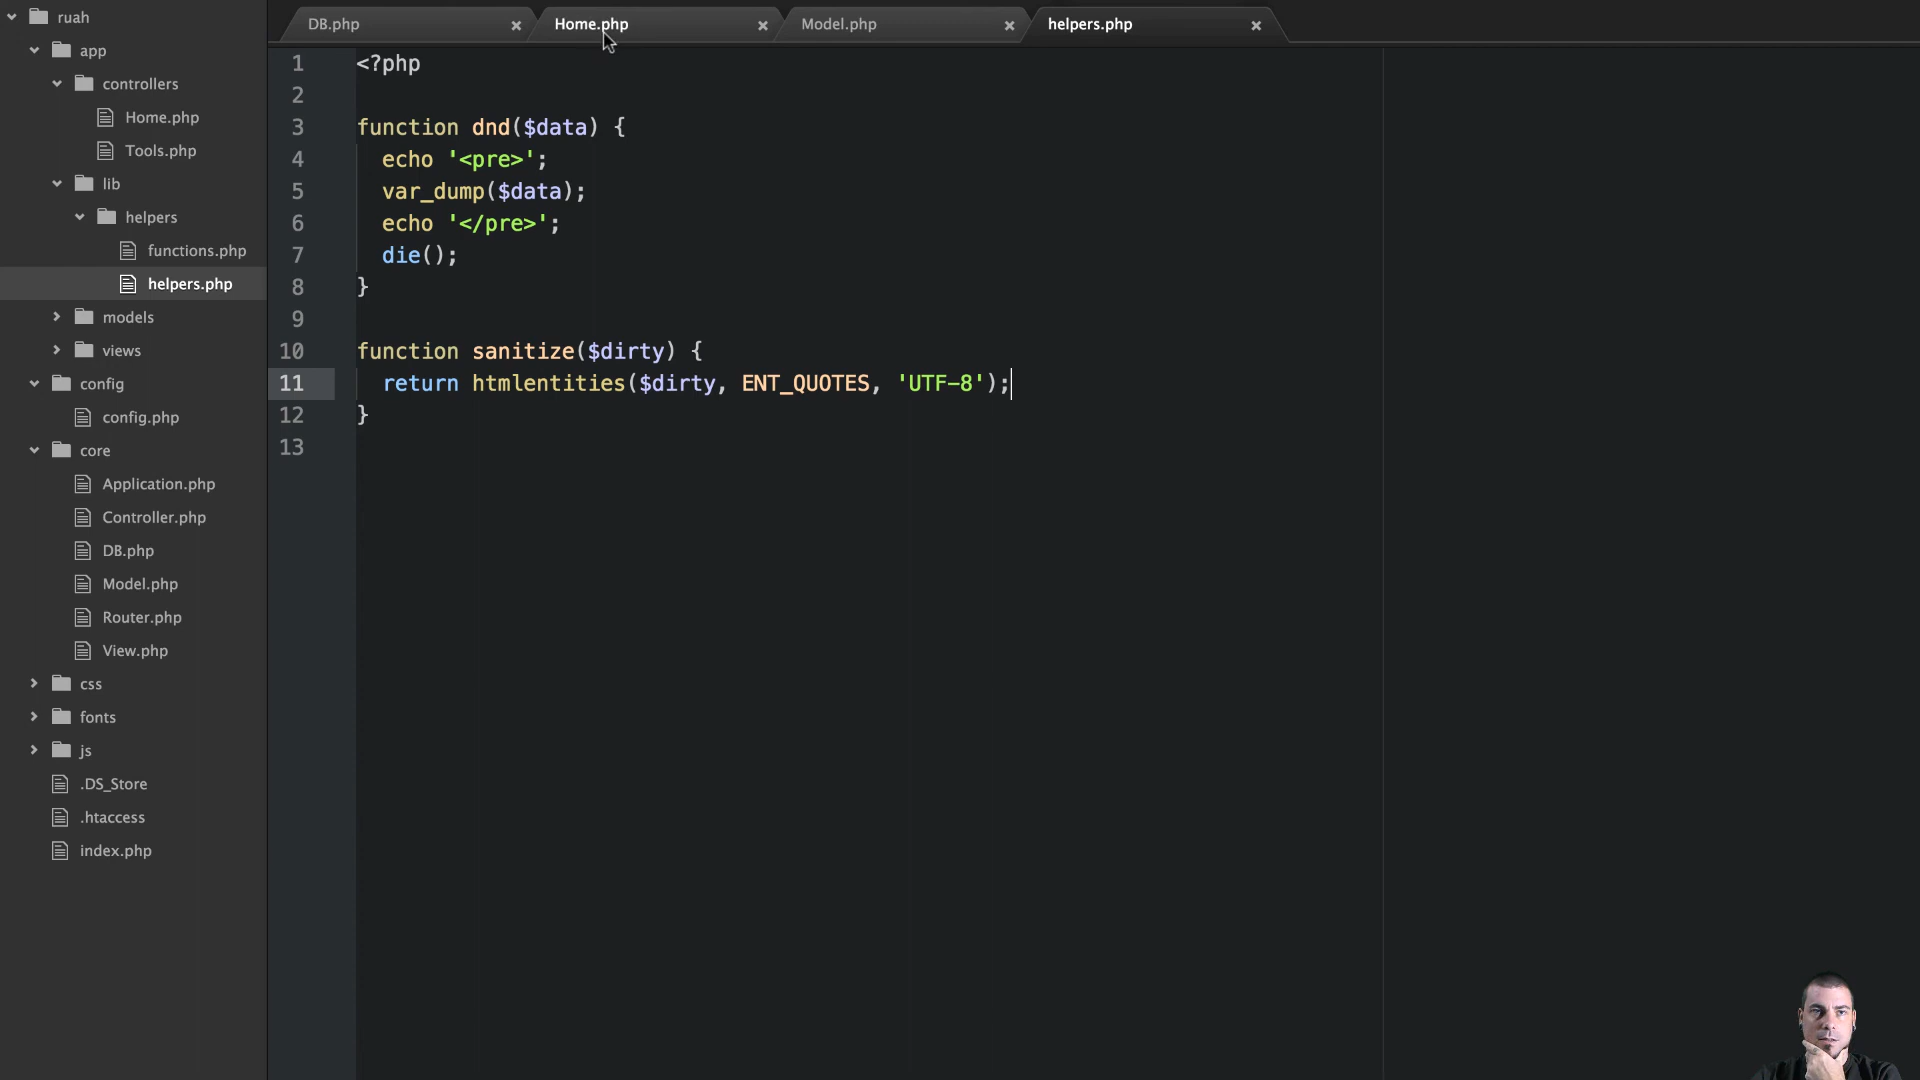 ruah
app
controllers
Home.php
Tools.php
lib
helpers
functions.php
helpers.php
models
views
config
config.php
core
Application.php
Controller.php
DB.php
Model.php
Router.php
View.php
css
fonts
js
.DS_Store
.htaccess
index.php
DB.php × Home.php × Model.php × helpers.php ×
1 <?php
2
3 function dnd($data) {
4 echo '<pre>';
5 var_dump($data);
6 echo '</pre>';
7 die();
8 }
9
10 function sanitize($dirty) {
11 return htmlentities($dirty, ENT_QUOTES, 'UTF-8');
12 }
13